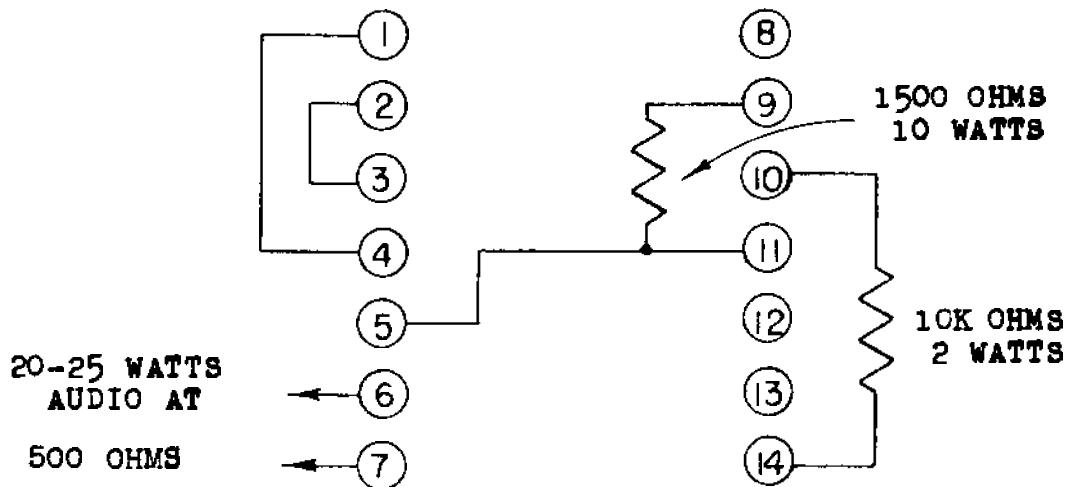 1
2
3
4
5
6
7
8
9
10
11
12
13
14
1500 OHMS
10 WATTS
10K OHMS
2 WATTS
20-25 WATTS
AUDIO AT
500 OHMS